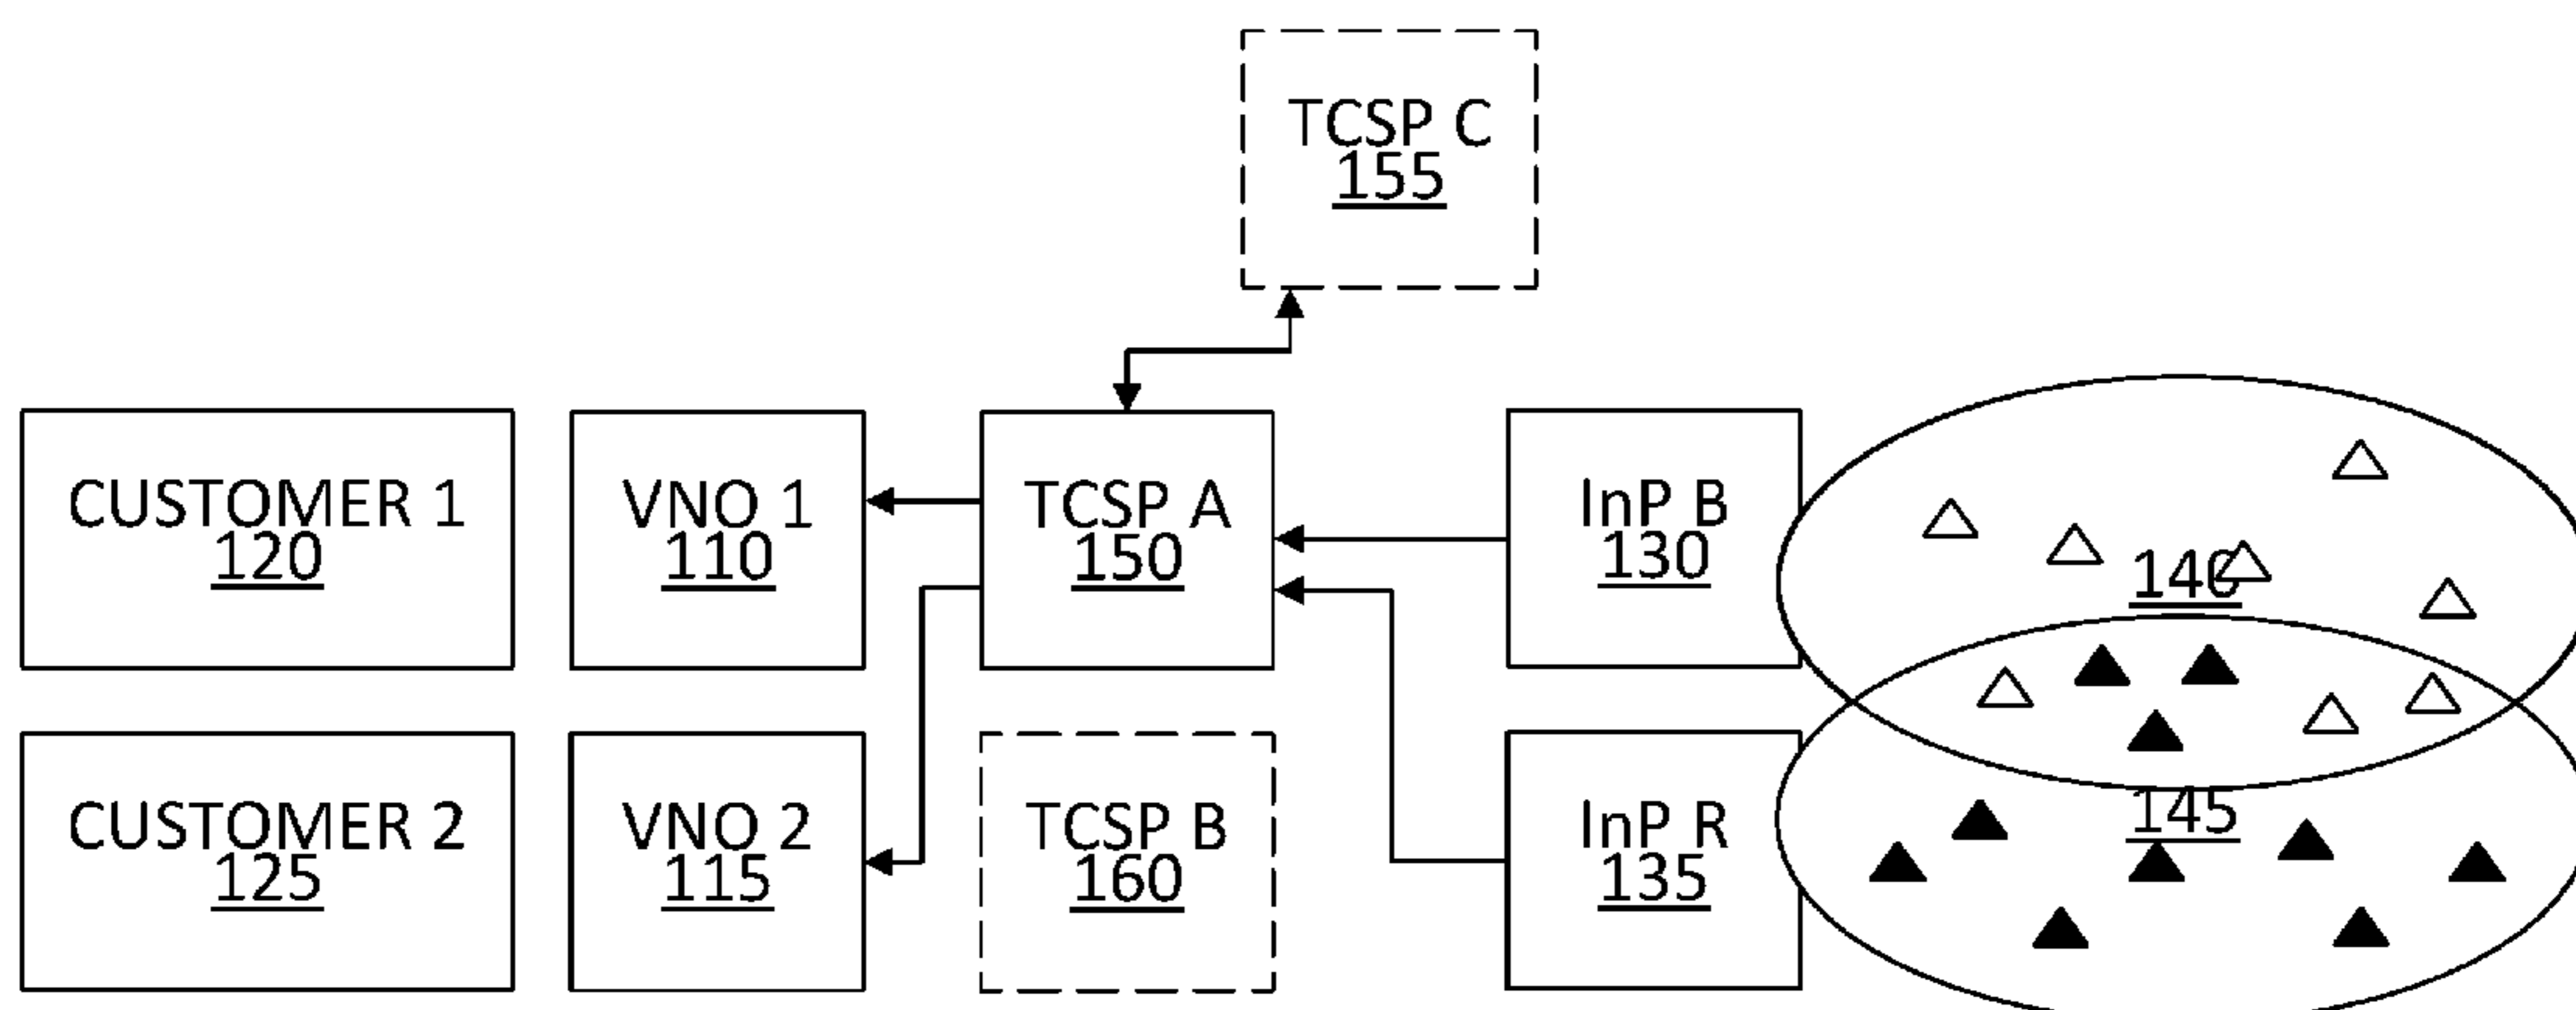 TCSP C
155
CUSTOMER 1
120
VNO 1
110
TCSP A
150
InP B
130
140
CUSTOMER 2
125
VNO 2
115
TCSP B
160
InP R
135
145